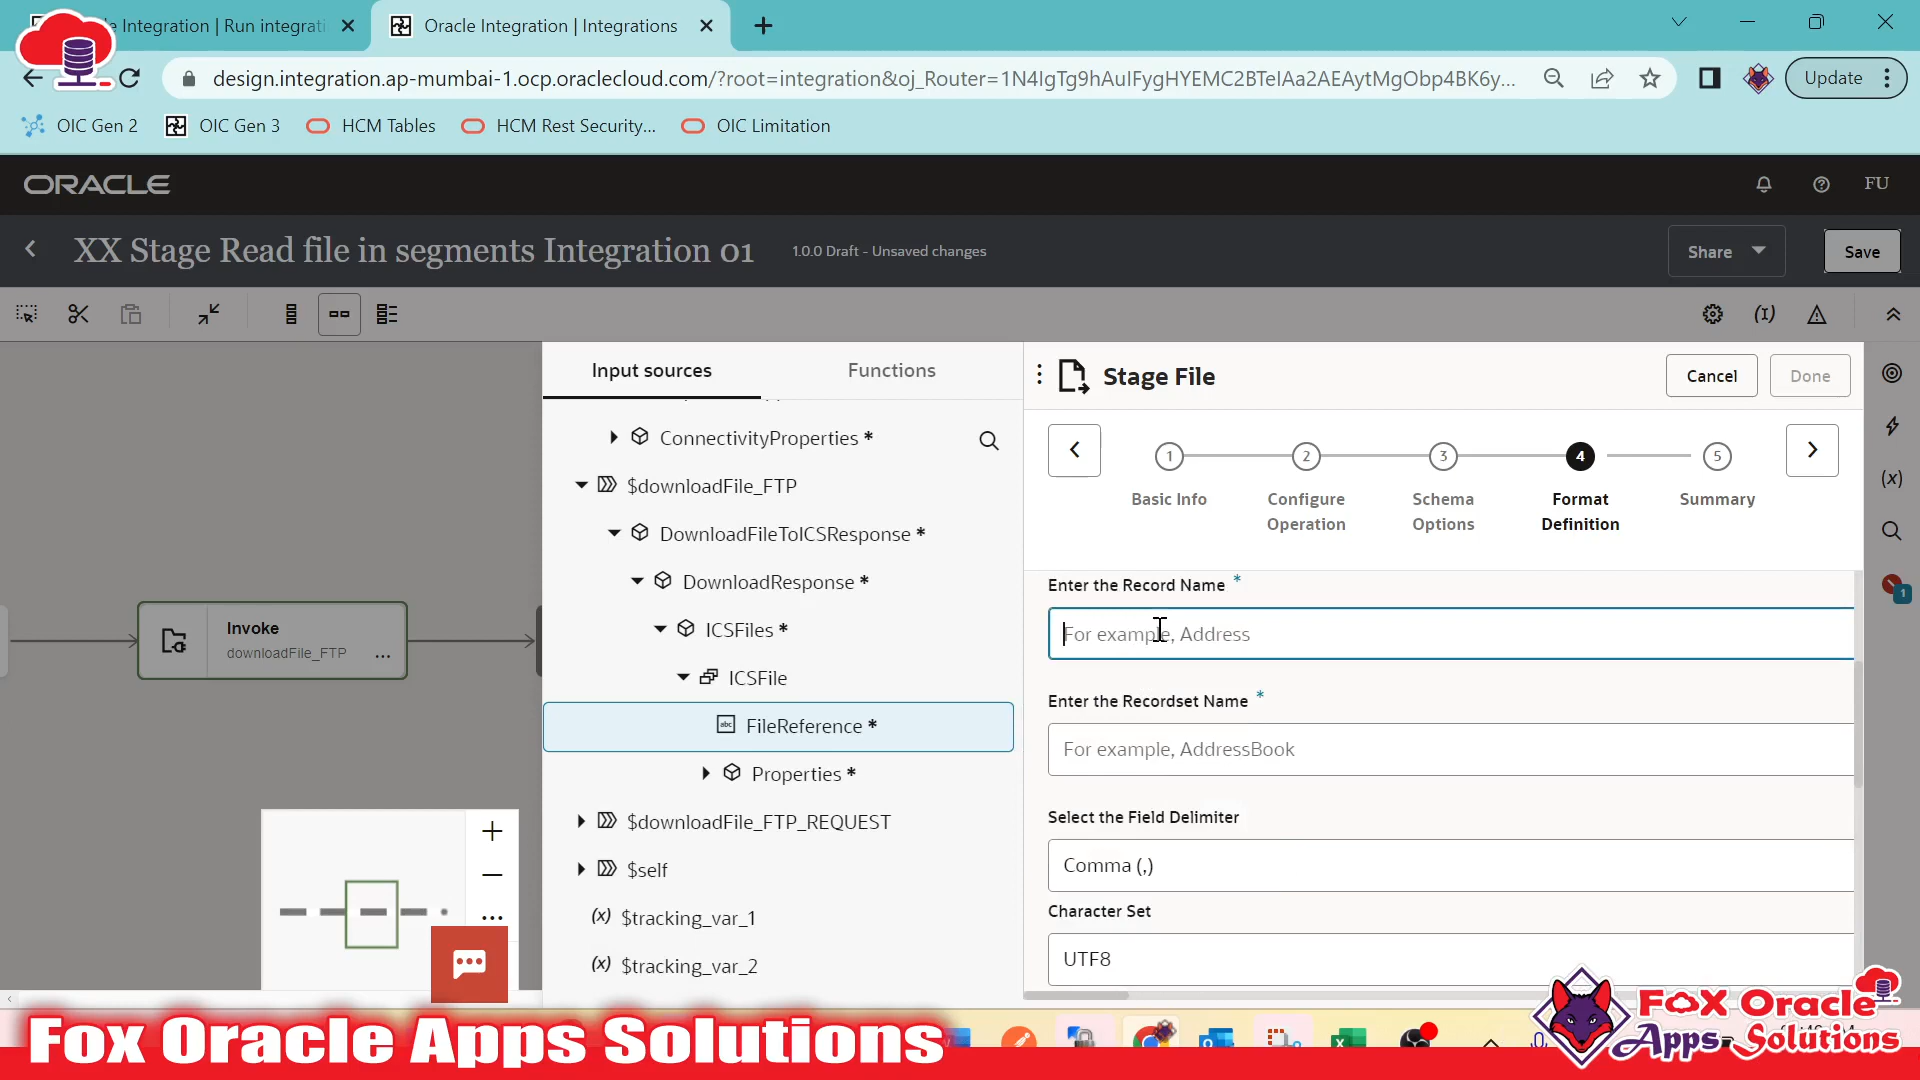 le Integration | Run integrati
Oracle Integration | Integrations
design.integration.ap-mumbai-1.ocp.oraclecloud.com/?root=integration&oj_Router=1N4IgTg9hAuIFygHYEMC2BTeIAa2AEAytMgObp4BK6y...
Update
OIC Gen 2
OIC Gen 3
HCM Tables
HCM Rest Security...
OIC Limitation
ORACLE
FU
XX Stage Read file in segments Integration 01
1.0.0 Draft - Unsaved changes
Share
Save
Input sources
Functions
ConnectivityProperties *
$downloadFile_FTP
DownloadFileToICSResponse *
DownloadResponse *
ICSFiles *
ICSFile
FileReference *
Properties *
$downloadFile_FTP_REQUEST
$self
(x) $tracking_var_1
(x) $tracking_var_2
Invoke
downloadFile_FTP
...
Stage File
Cancel
Done
1
2
3
4
5
Basic Info
Configure Operation
Schema Options
Format Definition
Summary
Enter the Record Name *
For example, Address
Enter the Recordset Name *
For example, AddressBook
Select the Field Delimiter
Comma (,)
Character Set
UTF8
(x)
1
Fox Oracle Apps Solutions
Fox Oracle
Apps Solutions